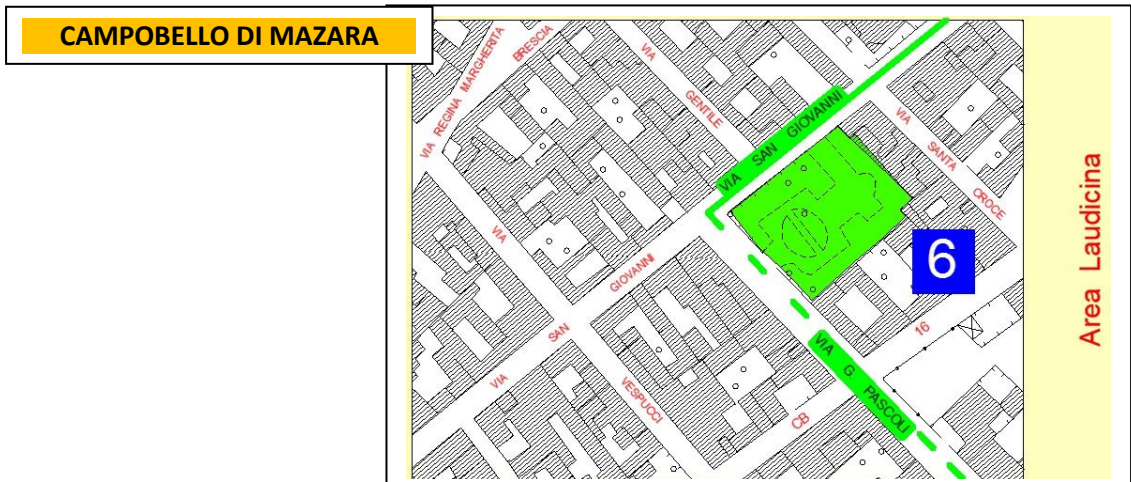 CAMPOBELLO DI MAZARA
VIA REGINA MARGHERITA
BRESCIA
VIA GENTILE
VIA SAN GIOVANNI
VIA SANTA CROCE
6
Area Laudicina
VIA SAN GIOVANNI
VIA VESPUCCI
VIA G. PASCOLI
CB 16